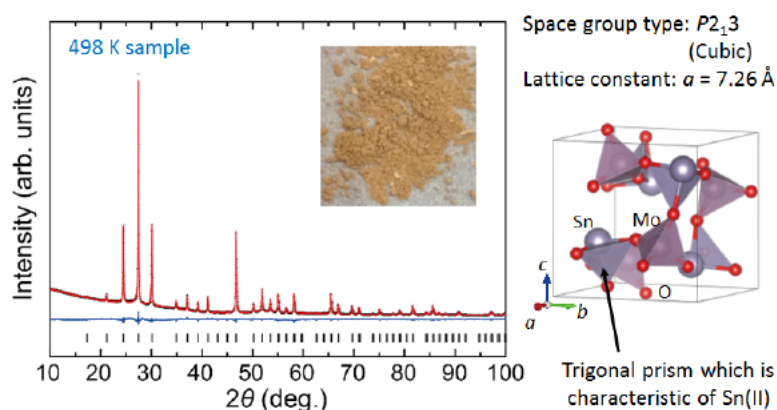 498 K sample
Intensity (arb. units)
10 20 30 40 50 60 70 80 90 100
2θ (deg.)
Space group type: P2₁3
(Cubic)
Lattice constant: a = 7.26 Å
Sn
Mo
O
c
a
b
Trigonal prism which is
characteristic of Sn(II)